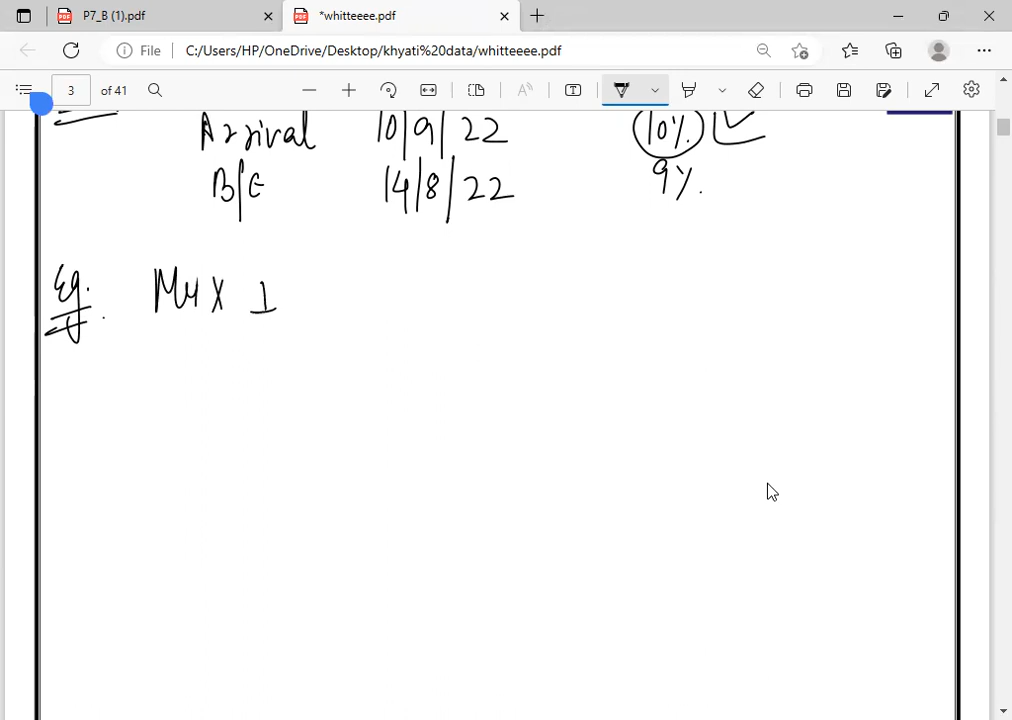 P7_B (1).pdf
*whitteeee.pdf
File C:/Users/HP/OneDrive/Desktop/khyati%20data/whitteeee.pdf
3 of 41
Arrival 10/9/22 10%
B/E 14/8/22 9%.
Eg. X 1